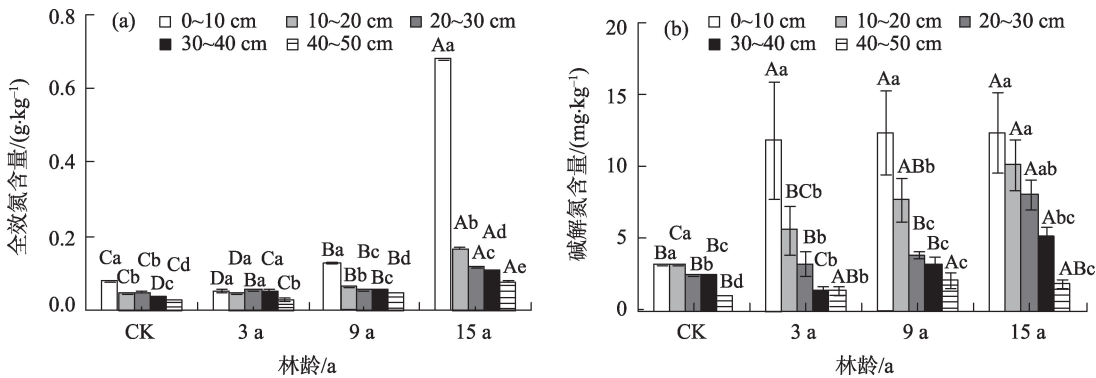 (a)
0~10 cm 10~20 cm 20~30 cm
30~40 cm 40~50 cm
全效氮含量/(g·kg⁻¹)
0.8
0.6
0.4
0.2
0.0
Ca Cb Cb Dc Cd
Da Da Ba Ca Cb
Ba Bb Bc Bc Bd
Aa Ab Ac Ad Ae
CK 3 a 9 a 15 a
林龄/a
(b)
0~10 cm 10~20 cm 20~30 cm
30~40 cm 40~50 cm
碱解氮含量/(mg·kg⁻¹)
20
15
10
5
0
Ba Ca Bb Bc Bd
Aa BCb Bb Cb ABb
Aa ABb Bc Bc Ac
Aa Aa Aab Abc ABc
CK 3 a 9 a 15 a
林龄/a